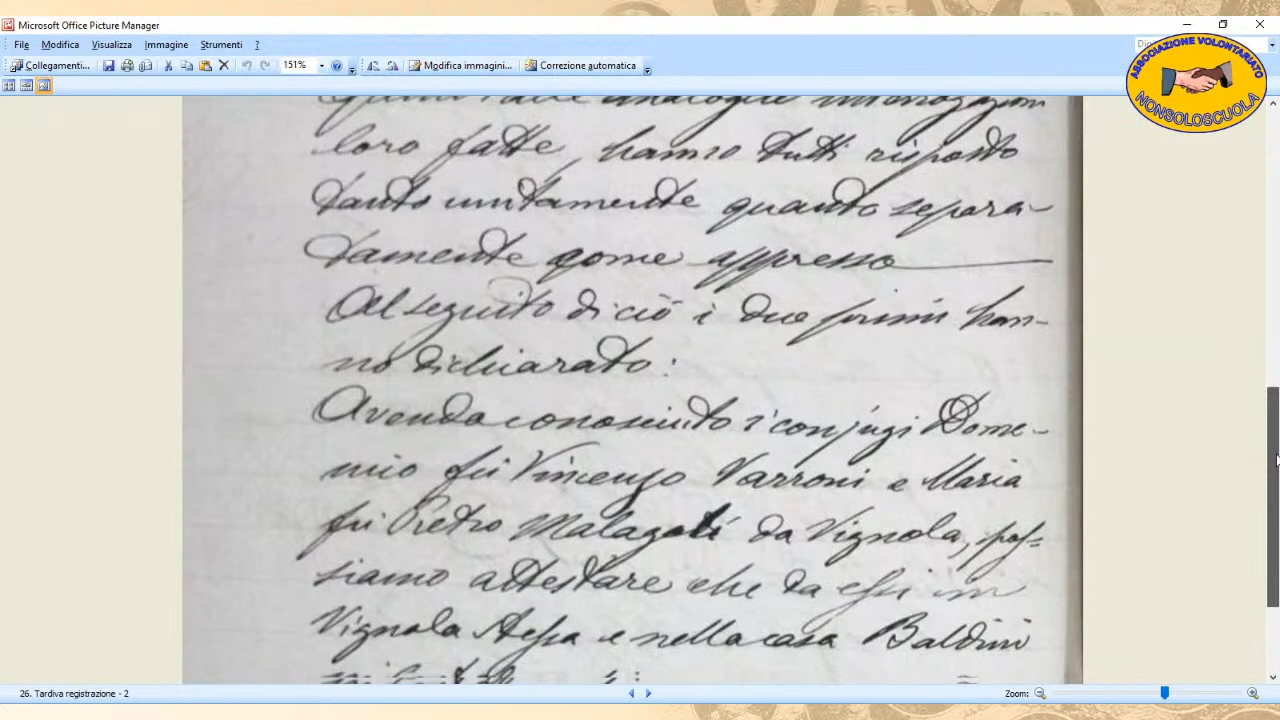 Microsoft Office Picture Manager
File Modifica Visualizza Immagine Strumenti ?
Collegamenti... 151% Modifica immagini... Correzione automatica
ASSOCIAZIONE VOLONTARIATO
NONSOLOSCUOLA
loro fatte, hanno tutti risposto
tanto unitamente quanto separa-
tamente come appresso
Al seguito di ciò i due primi han-
no dichiarato:
Avendo conosciuto i conjugi Dome-
nico fu Vincenzo Varroni e Maria
fu Pietro Malagoli da Vignola, pos-
siamo attestare che da essi in
Vignola stessa e nella casa Baldini
26. Tardiva registrazione - 2
Zoom: